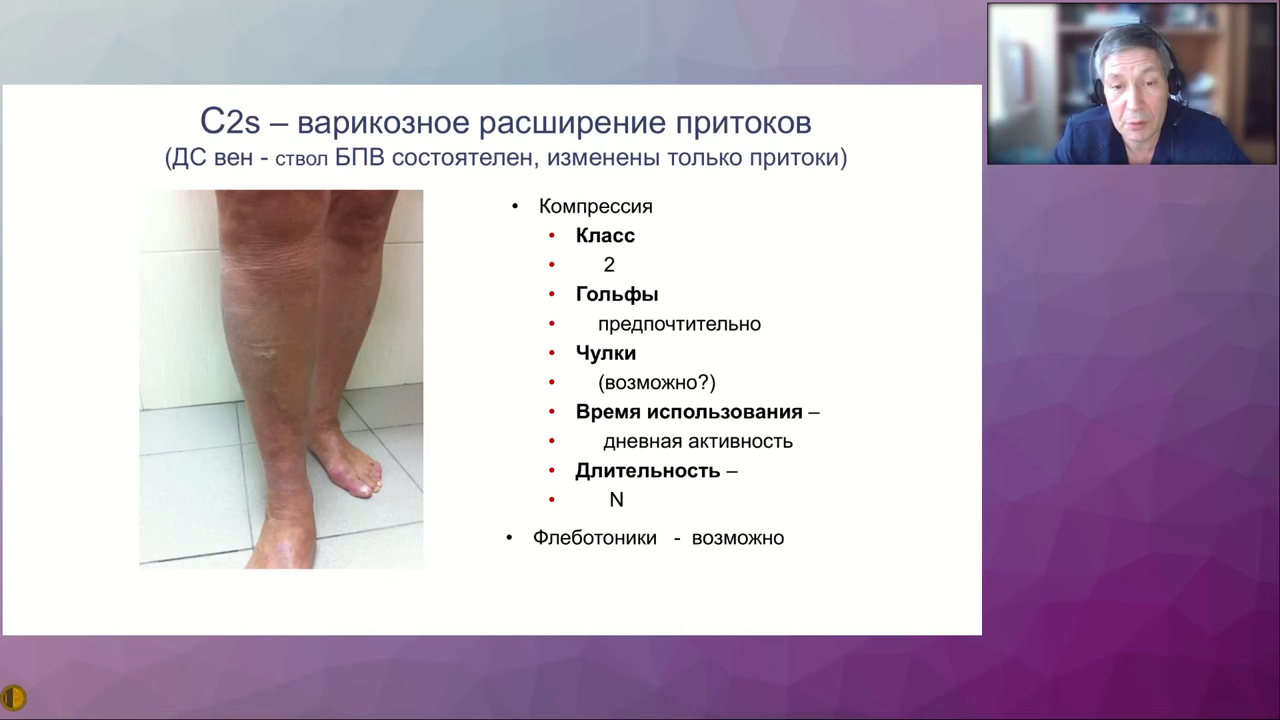 C2s – варикозное расширение притоков
(ДС вен - ствол БПВ состоятелен, изменены только притоки)
• Компрессия
• Класс
• 2
• Гольфы
• предпочтительно
• Чулки
• (возможно?)
• Время использования –
• дневная активность
• Длительность –
• N
• Флеботоники - возможно